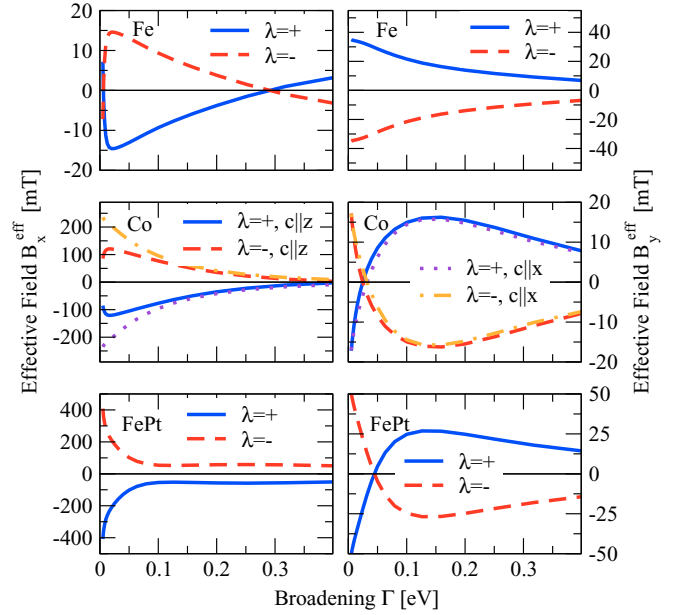 20
10
0
-10
-15
20
Fe
λ=+
λ=-
Fe
λ=+
λ=-
40
20
0
-20
-40
200
100
0
-100
-200
Co
λ=+, c||z
λ=-, c||z
Co
λ=+, c||x
λ=-, c||x
20
10
0
-10
-20
400
200
0
-200
-400
FePt
λ=+
λ=-
FePt
λ=+
λ=-
50
25
0
-25
-50
0 0.1 0.2 0.3
0 0.1 0.2 0.3
Broadening Γ [eV]
Effective Field B_x^eff [mT]
Effective Field B_y^eff [mT]